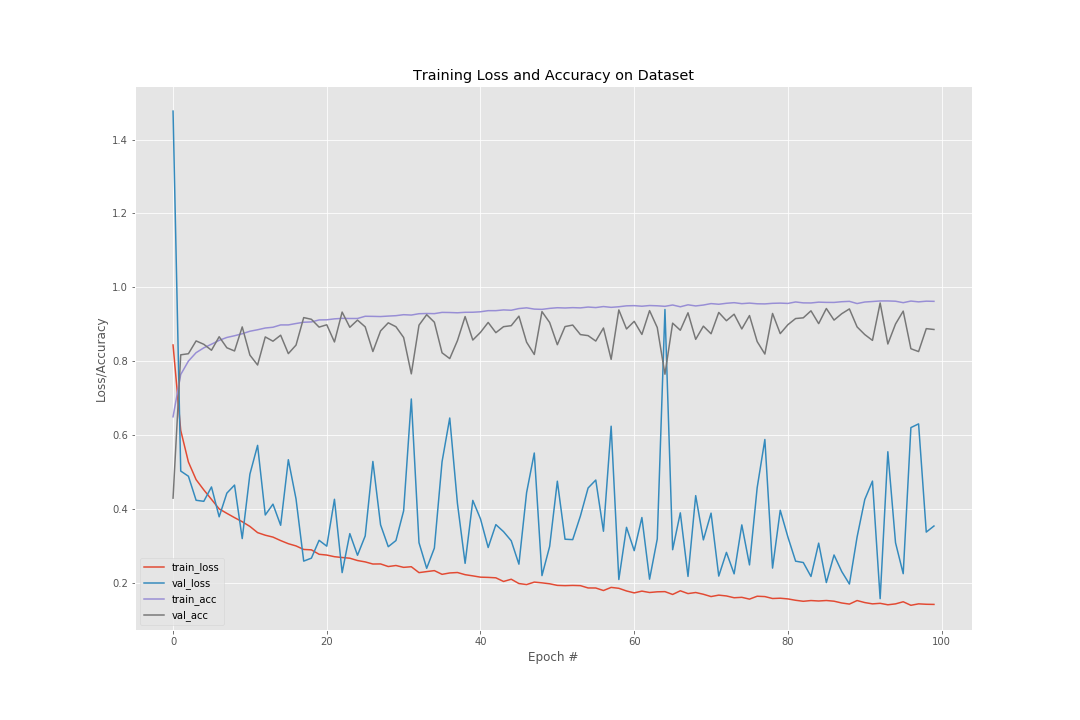 Training Loss and Accuracy on Dataset
Loss/Accuracy
1.4
1.2
1.0
0.8
0.6
0.4
0.2
train_loss
val_loss
train_acc
val_acc
0 20 40 60 80 100
Epoch #